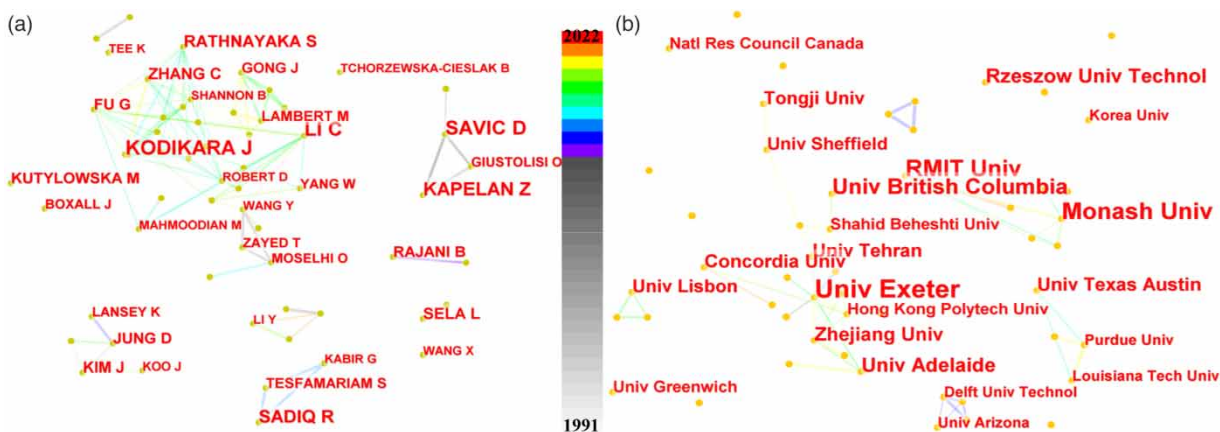 (a)
TEE K
RATHNAYAKA S
ZHANG C
GONG J
TCHORZEWSKA-CIESLAK B
FU G
SHANNON B
LAMBERT M
LI C
SAVIC D
KODIKARA J
GIUSTOLISI O
KUTYLOWSKA M
ROBERT D
YANG W
KAPELAN Z
BOXALL J
WANG Y
MAHMOODIAN M
ZAYED T
MOSELHI O
RAJANI B
LANSEY K
LI Y
SELA L
JUNG D
WANG X
KIM J
KOO J
KABIR G
TESFAMARIAM S
SADIQ R
2022
1991
(b)
Natl Res Council Canada
Rzeszow Univ Technol
Tongji Univ
Korea Univ
Univ Sheffield
RMIT Univ
Univ British Columbia
Monash Univ
Shahid Beheshti Univ
Univ Tehran
Concordia Univ
Univ Lisbon
Univ Exeter
Univ Texas Austin
Hong Kong Polytech Univ
Zhejiang Univ
Purdue Univ
Univ Adelaide
Louisiana Tech Univ
Univ Greenwich
Delft Univ Technol
Univ Arizona